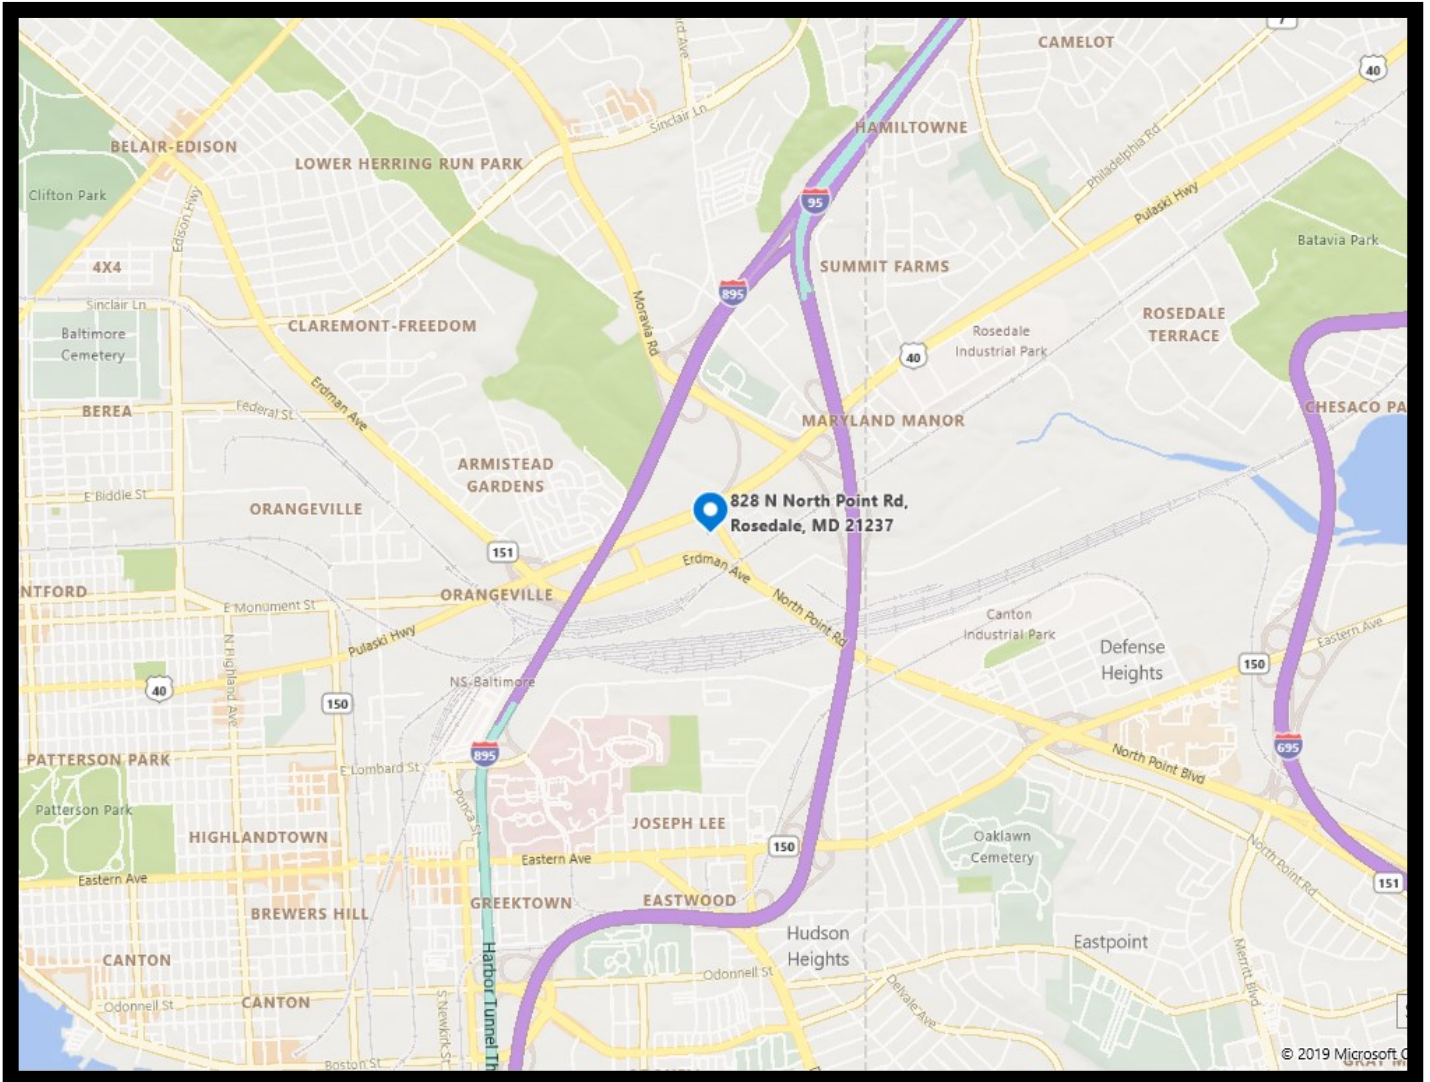 7
CAMELOT
40
rd Ave
Sinclair Ln
HAMILTOWNE
BELAIR-EDISON
LOWER HERRING RUN PARK
Philadelphia Rd
Clifton Park
Edison Hwy
95
Pulaski Hwy
Batavia Park
4X4
SUMMIT FARMS
895
Sinclair Ln
Moravia Rd
CLAREMONT-FREEDOM
Baltimore
Cemetery
Rosedale
Industrial Park
ROSEDALE
TERRACE
40
Erdman Ave
BEREA
Federal St
MARYLAND MANOR
CHESACO PA
ARMISTEAD
GARDENS
E Biddle St
ORANGEVILLE
828 N North Point Rd,
Rosedale, MD 21237
151
Erdman Ave
NTFORD
ORANGEVILLE
E Monument St
North Point Rd
Canton
Industrial Park
Pulaski Hwy
Eastern Ave
Defense
Heights
150
N Highland Ave
NS-Baltimore
40
150
895
695
PATTERSON PARK
E Lombard St
North Point Blvd
Ponca St
Patterson Park
HIGHLANDTOWN
JOSEPH LEE
150
Oaklawn
Cemetery
Eastern Ave
Eastern Ave
North Point Rd
151
BREWERS HILL
GREEKTOWN
EASTWOOD
Hudson
Heights
Eastpoint
CANTON
Harbor Tunnel Th
Odonnell St
Merritt Blvd
Odonnell St
CANTON
S Newkirk St
Delvale Ave
Boston St
© 2019 Microsoft C